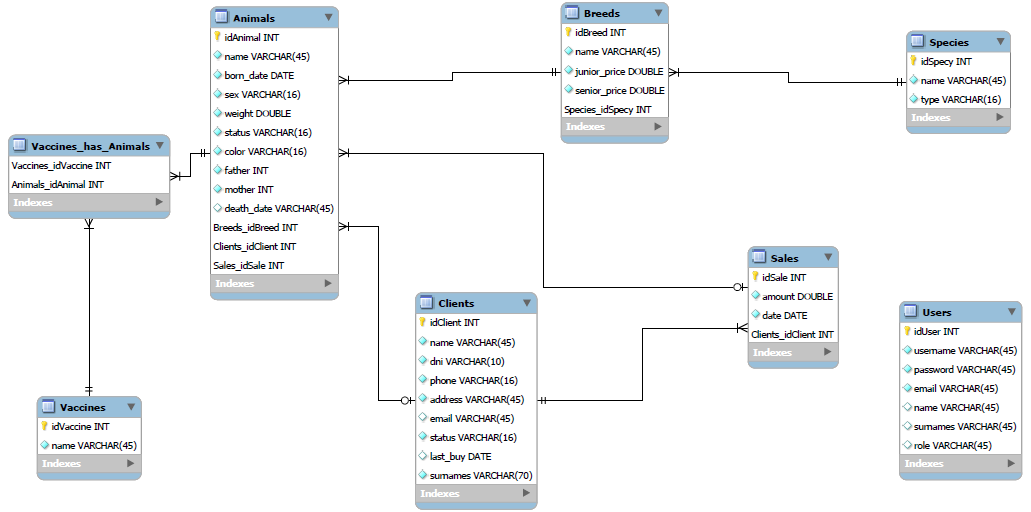 Animals
idAnimal INT
name VARCHAR(45)
born_date DATE
sex VARCHAR(16)
weight DOUBLE
status VARCHAR(16)
color VARCHAR(16)
father INT
mother INT
death_date VARCHAR(45)
Breeds_idBreed INT
Clients_idClient INT
Sales_idSale INT
Indexes
Breeds
idBreed INT
name VARCHAR(45)
junior_price DOUBLE
senior_price DOUBLE
Species_idSpecy INT
Indexes
Species
idSpecy INT
name VARCHAR(45)
type VARCHAR(16)
Indexes
Vaccines_has_Animals
Vaccines_idVaccine INT
Animals_idAnimal INT
Indexes
Vaccines
idVaccine INT
name VARCHAR(45)
Indexes
Clients
idClient INT
name VARCHAR(45)
dni VARCHAR(10)
phone VARCHAR(16)
address VARCHAR(45)
email VARCHAR(45)
status VARCHAR(16)
last_buy DATE
surnames VARCHAR(70)
Indexes
Sales
idSale INT
amount DOUBLE
date DATE
Clients_idClient INT
Indexes
Users
idUser INT
username VARCHAR(45)
password VARCHAR(45)
email VARCHAR(45)
name VARCHAR(45)
surnames VARCHAR(45)
role VARCHAR(45)
Indexes